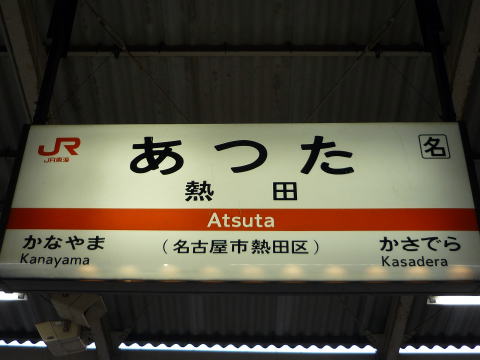 JR
JR東海
あつた
名
熱田
Atsuta
かなやま
Kanayama
(名古屋市熱田区)
かさでら
Kasadera